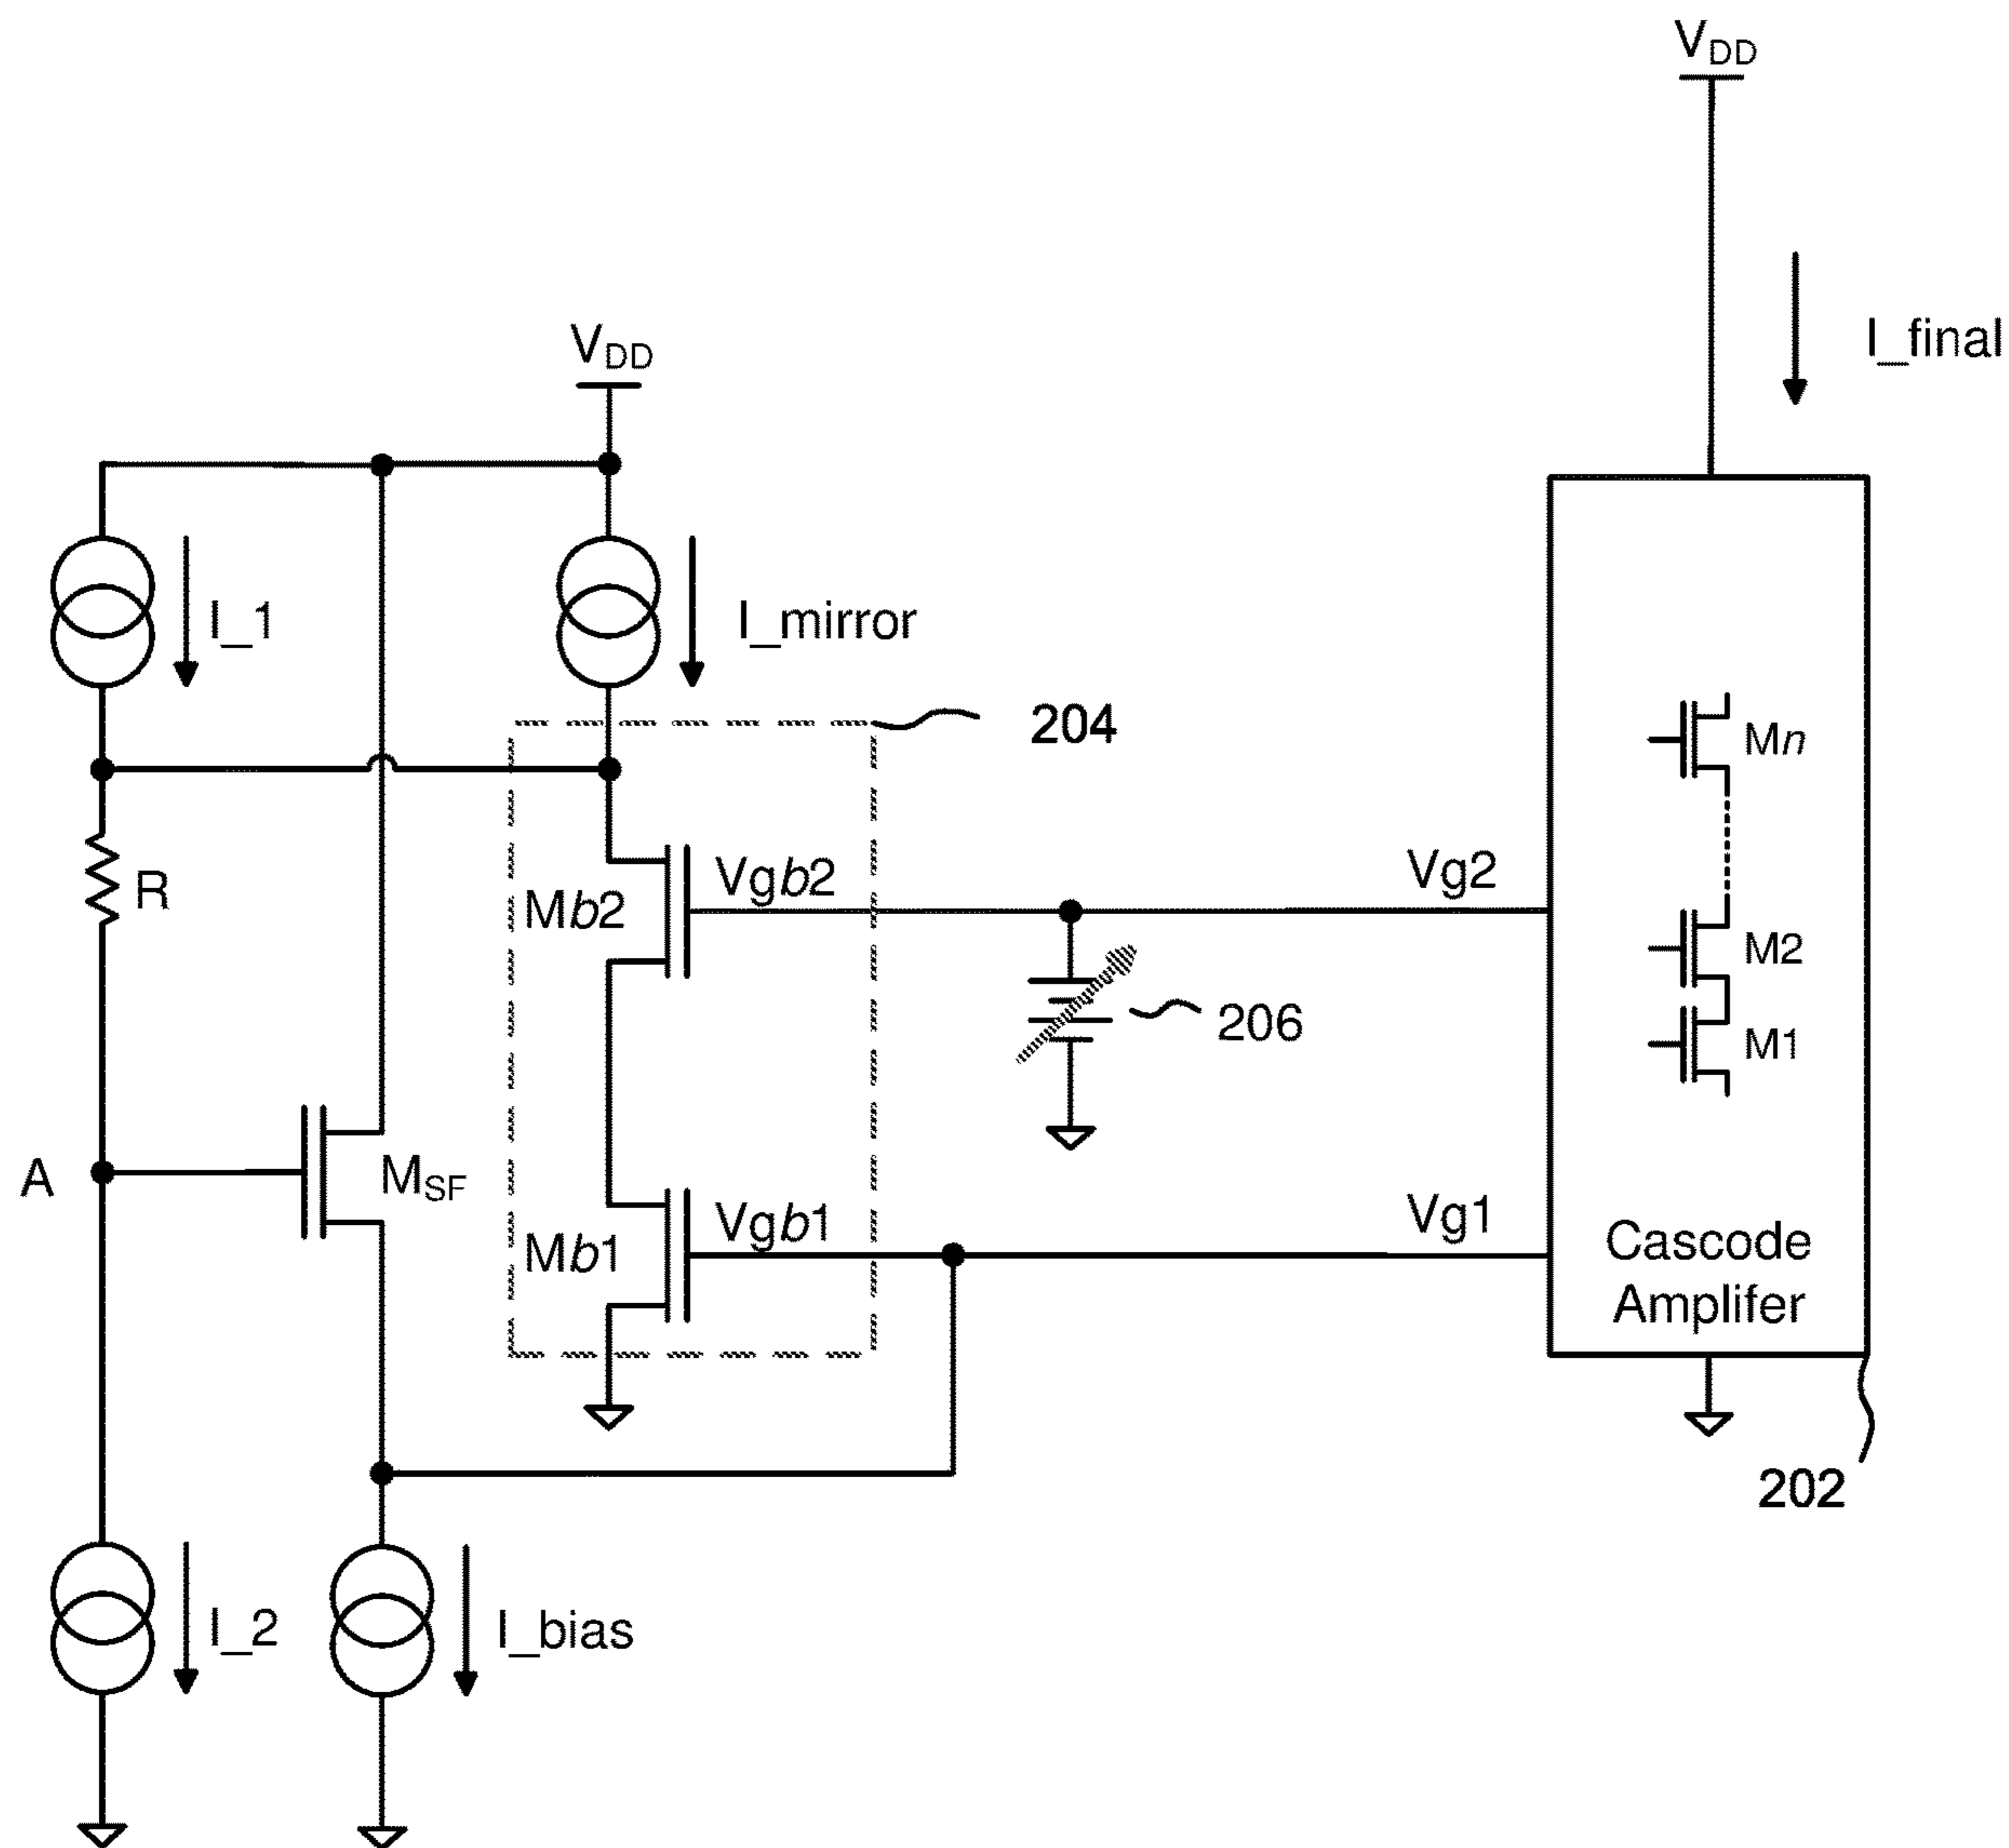 VDD
I_final
VDD
I_1
I_mirror
204
Mn
R
Mb2
Vgb2
Vg2
M2
206
M1
A
MSF
Mb1
Vgb1
Vg1
Cascode
Amplifer
202
I_2
I_bias